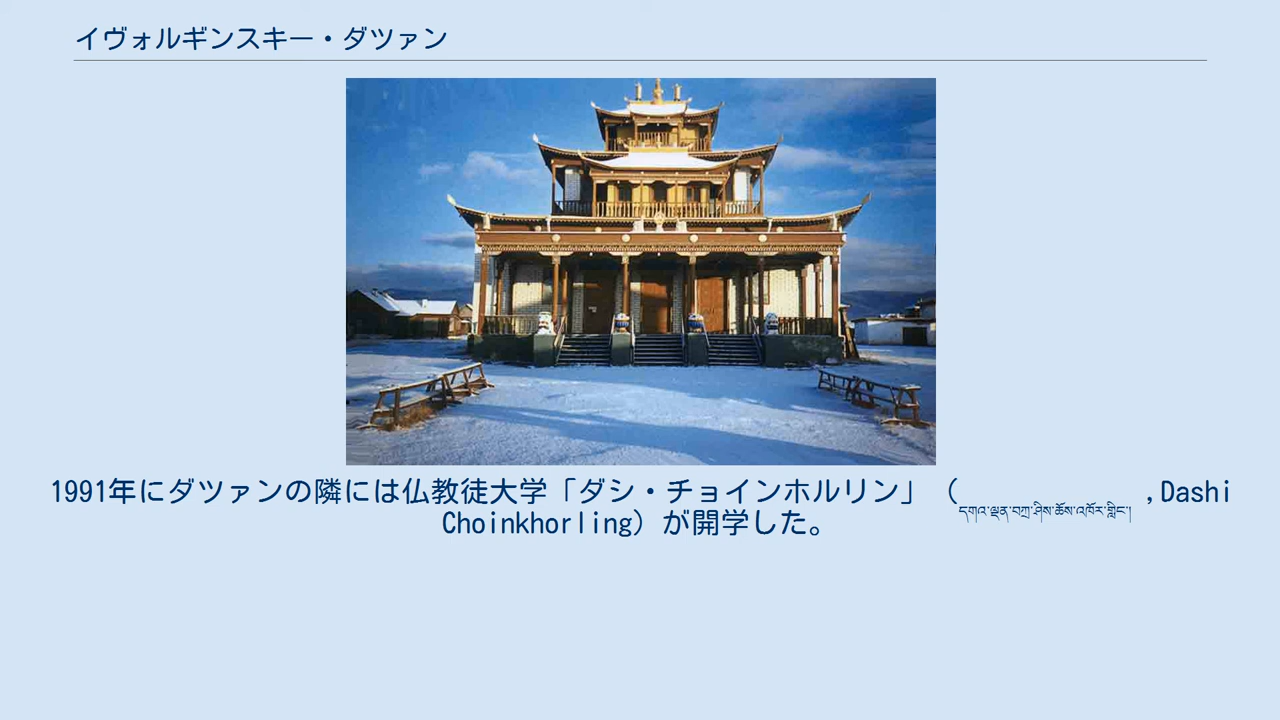 イヴォルギンスキー・ダツァン
1991年にダツァンの隣には仏教徒大学「ダシ・チョインホルリン」（དགའ་ལྡན་བཀྲ་ཤིས་ཆོས་འཁོར་གླིང་། ,Dashi
Choinkhorling）が開学した。